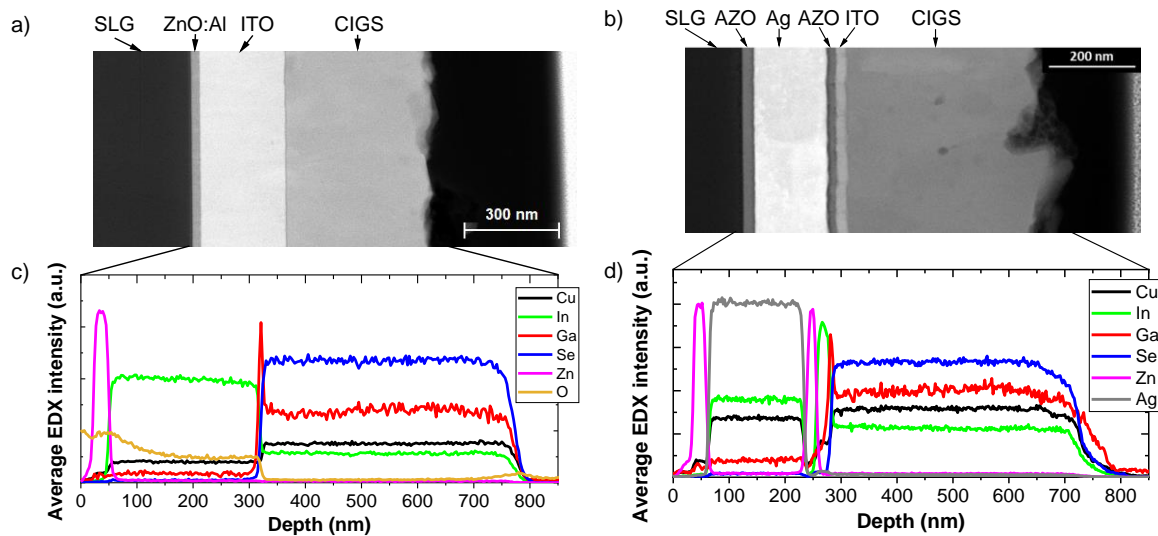 a)
SLG ZnO:Al ITO CIGS
300 nm
b)
SLG AZO Ag AZO ITO CIGS
200 nm
c)
Average EDX intensity (a.u.)
Cu
In
Ga
Se
Zn
O
0 100 200 300 400 500 600 700 800
Depth (nm)
d)
Average EDX intensity (a.u.)
Cu
In
Ga
Se
Zn
Ag
0 100 200 300 400 500 600 700 800
Depth (nm)